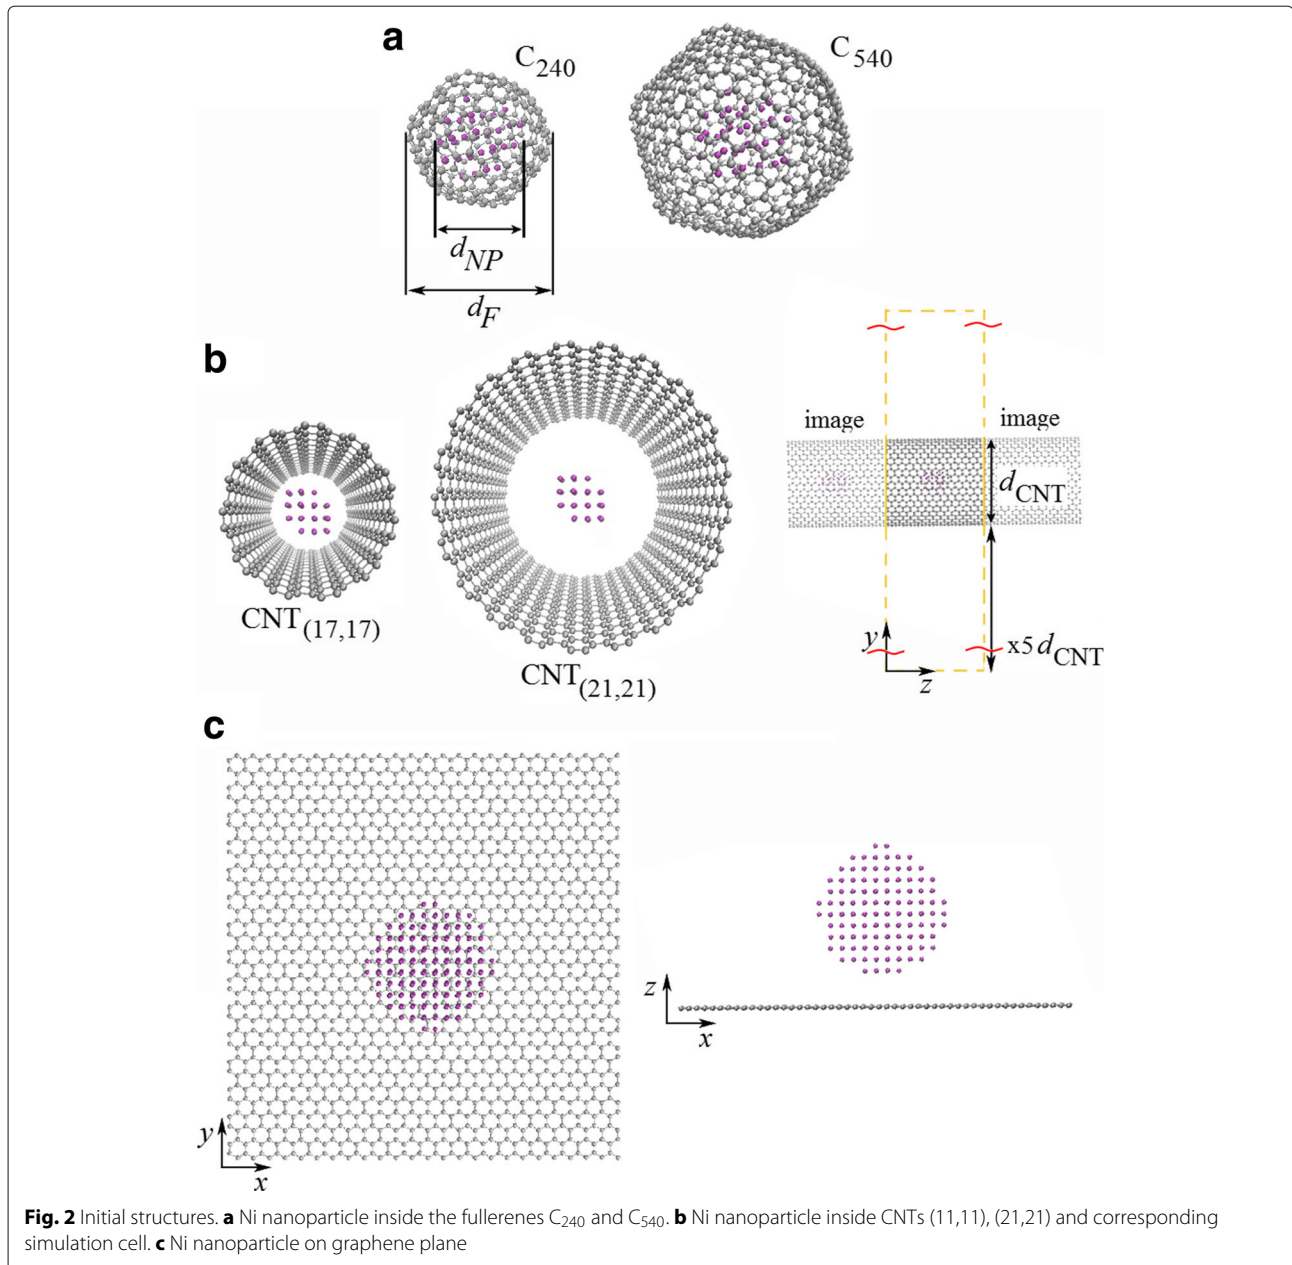 a
C240
C540
dNP
dF
b
image
image
dCNT
CNT(17,17)
CNT(21,21)
y
z
x5 dCNT
c
z
x
y
x
Fig. 2 Initial structures. a Ni nanoparticle inside the fullerenes C240 and C540. b Ni nanoparticle inside CNTs (11,11), (21,21) and corresponding
simulation cell. c Ni nanoparticle on graphene plane